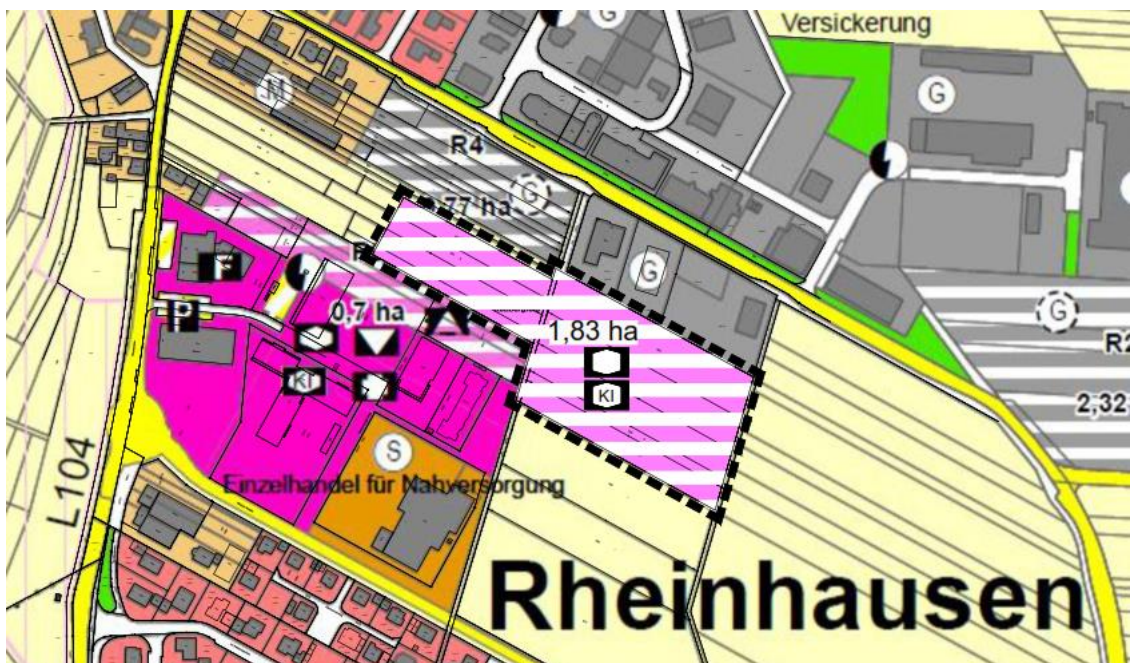 G
Versickerung
M
G
R4
G
,77 ha
G
F
G
0,7 ha
1,83 ha
R2
P
KI
KI
2,32
L104
S
Einzelhandel für Nahversorgung
Rheinhausen